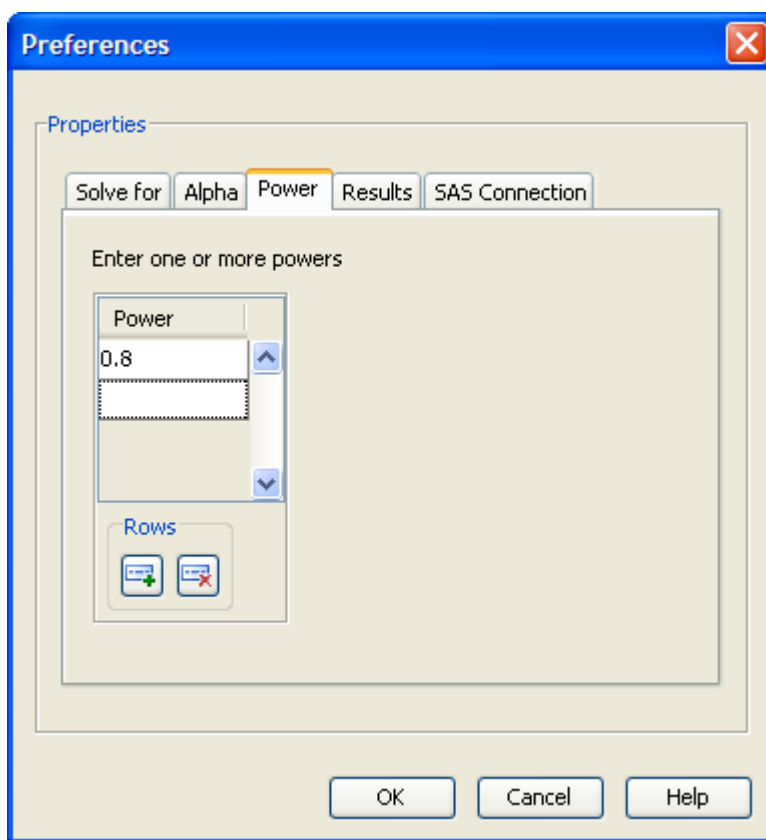 Preferences
Properties
Solve for Alpha Power Results SAS Connection
Enter one or more powers
Power
0.8
Rows
OK Cancel Help